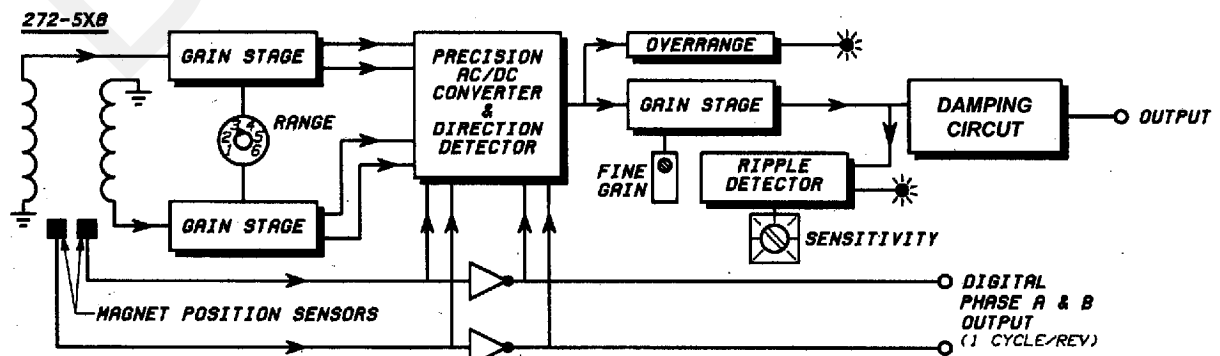 272-5X8
GAIN STAGE
RANGE
1 2 3 4 5 6
GAIN STAGE
PRECISION
AC/DC
CONVERTER
&
DIRECTION
DETECTOR
OVERRANGE
GAIN STAGE
FINE
GAIN
RIPPLE
DETECTOR
SENSITIVITY
DAMPING
CIRCUT
OUTPUT
MAGNET POSITION SENSORS
DIGITAL
PHASE A & B
OUTPUT
(1 CYCLE/REV)